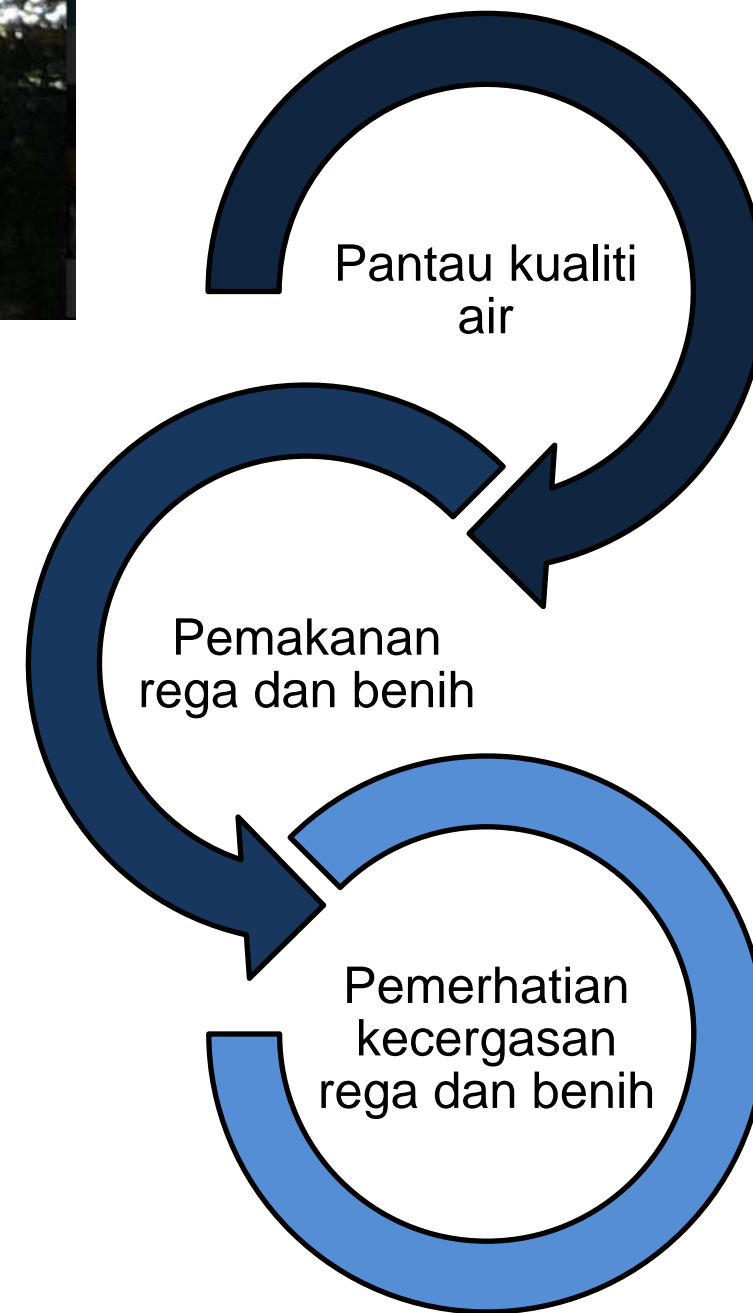 Pantau kualiti
air
Pemakanan
rega dan benih
Pemerhatian
kecergasan
rega dan benih